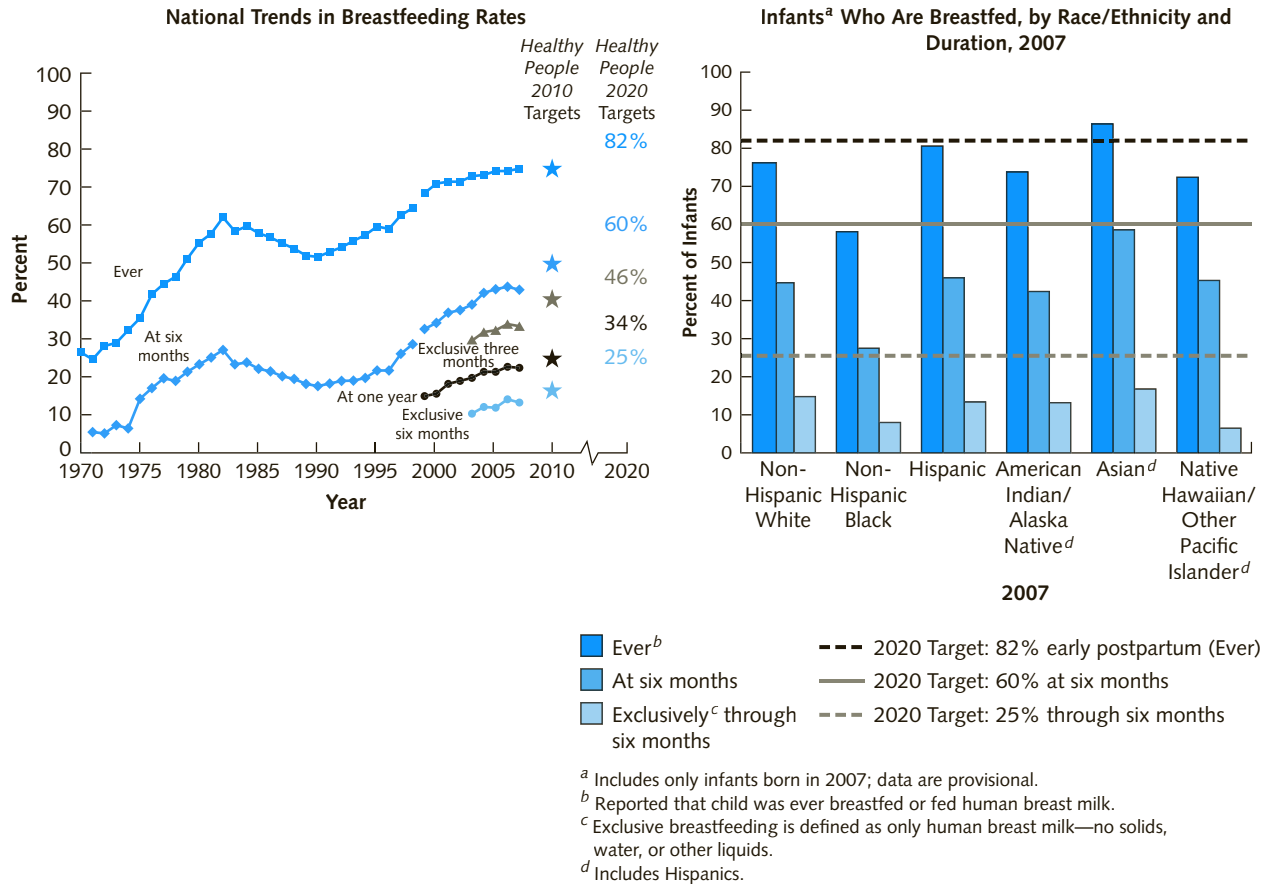 National Trends in Breastfeeding Rates
Healthy
People
2010
Targets
Healthy
People
2020
Targets
100
90
80
70
60
50
40
30
20
10
0
Percent
82%
60%
46%
34%
25%
Ever
At six
months
Exclusive three
months
At one year
Exclusive
six months
1970 1975 1980 1985 1990 1995 2000 2005 2010 2020
Year
Infantsᵃ Who Are Breastfed, by Race/Ethnicity and
Duration, 2007
100
90
80
70
60
50
40
30
20
10
0
Percent of Infants
Non-
Hispanic
White
Non-
Hispanic
Black
Hispanic
American
Indian/
Alaska
Nativeᵈ
Asianᵈ
Native
Hawaiian/
Other
Pacific
Islanderᵈ
2007
Everᵇ
At six months
Exclusivelyᶜ through
six months
2020 Target: 82% early postpartum (Ever)
2020 Target: 60% at six months
2020 Target: 25% through six months
ᵃ Includes only infants born in 2007; data are provisional.
ᵇ Reported that child was ever breastfed or fed human breast milk.
ᶜ Exclusive breastfeeding is defined as only human breast milk—no solids,
water, or other liquids.
ᵈ Includes Hispanics.